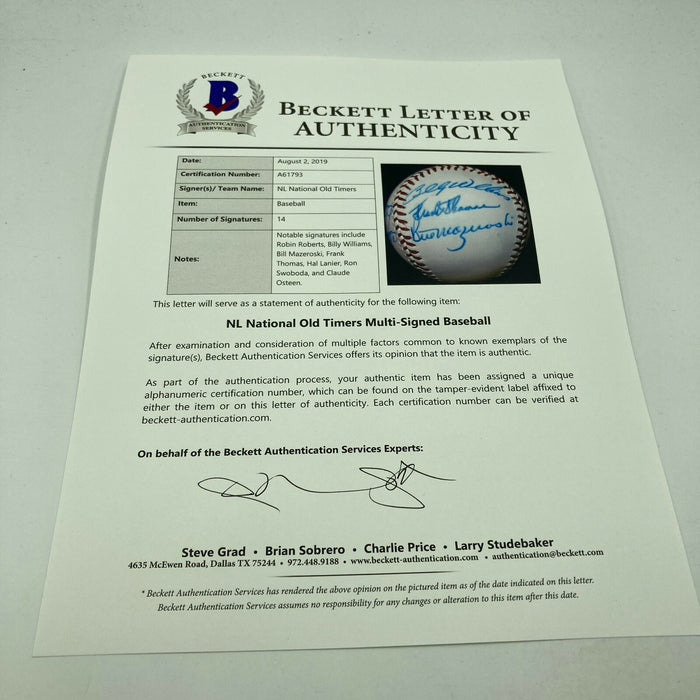 BECKETT
B
AUTHENTICATION
SERVICES
BECKETT LETTER OF
AUTHENTICITY
Date: August 2, 2019
Certification Number: A61793
Signer(s)/ Team Name: NL National Old Timers
Item: Baseball
Number of Signatures: 14
Notes: Notable signatures include
Robin Roberts, Billy Williams,
Bill Mazeroski, Frank
Thomas, Hal Lanier, Ron
Swoboda, and Claude
Osteen.
Billy Williams
Frank Thomas
Bill Mazeroski
This letter will serve as a statement of authenticity for the following item:
NL National Old Timers Multi-Signed Baseball
After examination and consideration of multiple factors common to known exemplars of the
signature(s), Beckett Authentication Services offers its opinion that the item is authentic.
As part of the authentication process, your authentic item has been assigned a unique
alphanumeric certification number, which can be found on the tamper-evident label affixed to
either the item or on this letter of authenticity. Each certification number can be verified at
beckett-authentication.com.
On behalf of the Beckett Authentication Services Experts:
Steve Grad • Brian Sobrero • Charlie Price • Larry Studebaker
4635 McEwen Road, Dallas TX 75244 • 972.448.9188 • www.beckett-authentication.com • authentication@beckett.com
* Beckett Authentication Services has rendered the above opinion on the pictured item as of the date indicated on this letter.
Beckett Authentication Services assumes no responsibility for any changes or alteration to this item after this date.